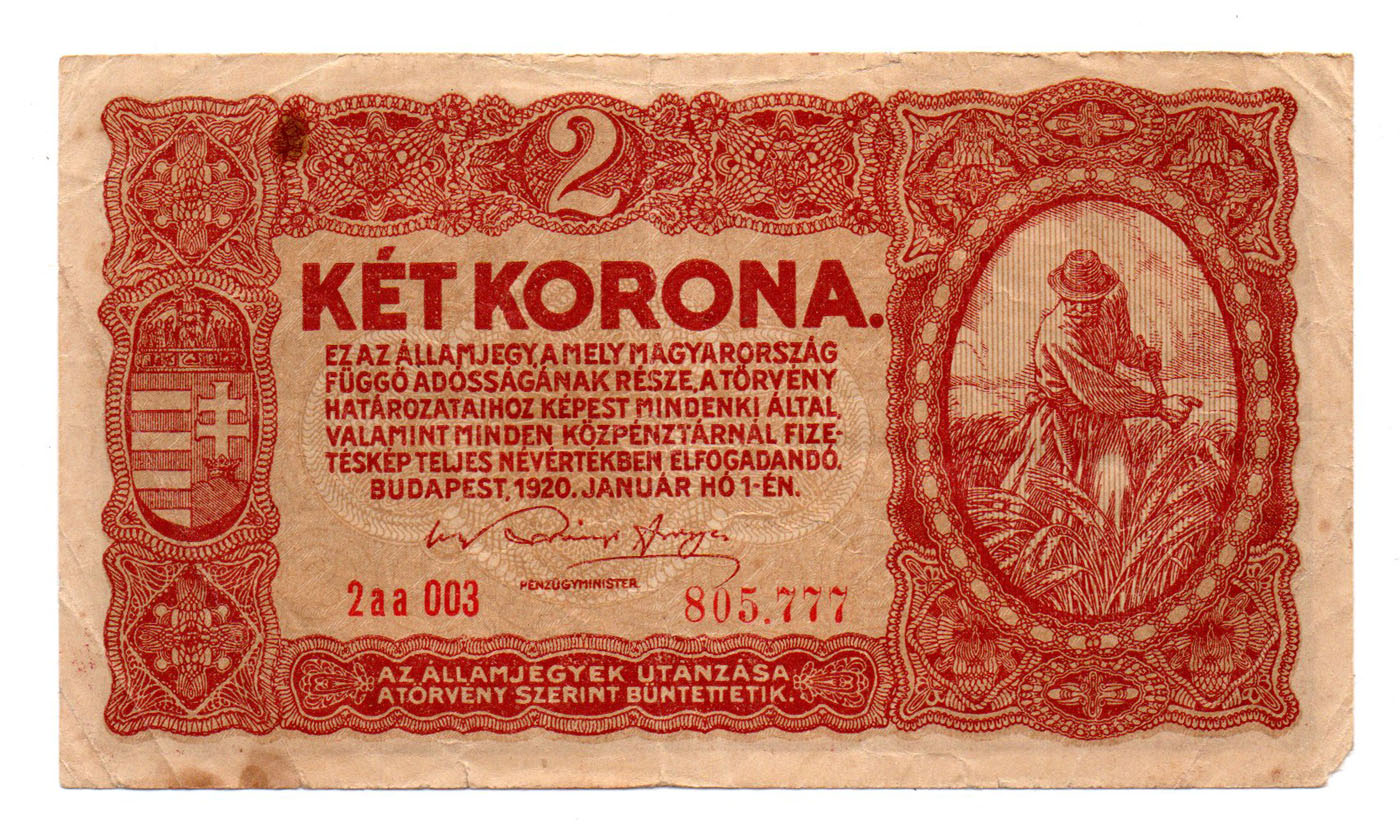 2
KÉT KORONA.
EZ AZ ÁLLAMJEGY, AMELY MAGYARORSZÁG
FÜGGŐ ADÓSSÁGÁNAK RÉSZE, A TÖRVÉNY
HATÁROZATAIHOZ KÉPEST MINDENKI ÁLTAL,
VALAMINT MINDEN KÖZPÉNZTÁRNÁL FIZE-
TÉSKÉP TELJES NÉVÉRTÉKBEN ELFOGADANDÓ.
BUDAPEST, 1920. JANUÁR HÓ 1-ÉN.
PÉNZÜGYMINISTER.
2aa 003 805.777
AZ ÁLLAMJEGYEK UTÁNZÁSA
A TÖRVÉNY SZERINT BÜNTETTETIK.